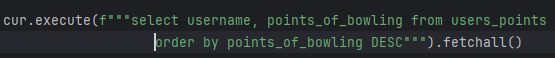 cur.execute(f"""select username, points_of_bowling from users_points
order by points_of_bowling DESC""").fetchall()